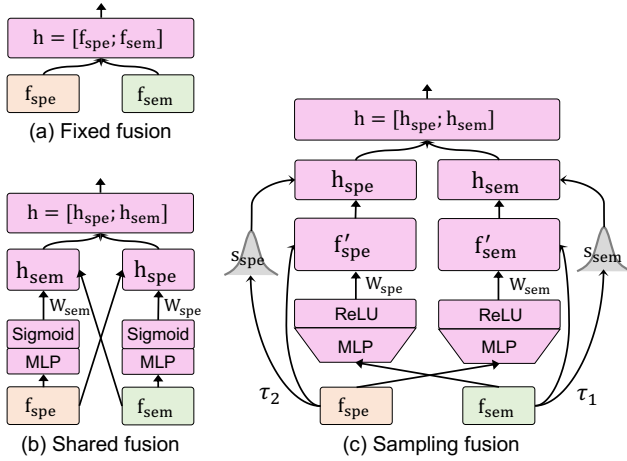 h = [f_spe; f_sem]
f_spe f_sem
(a) Fixed fusion
h = [h_spe; h_sem]
h_sem h_spe
W_sem W_spe
Sigmoid Sigmoid
MLP MLP
f_spe f_sem
(b) Shared fusion
h = [h_spe; h_sem]
h_spe h_sem
s_spe f′_spe f′_sem s_sem
W_spe W_sem
ReLU ReLU
MLP MLP
τ_2 f_spe f_sem τ_1
(c) Sampling fusion